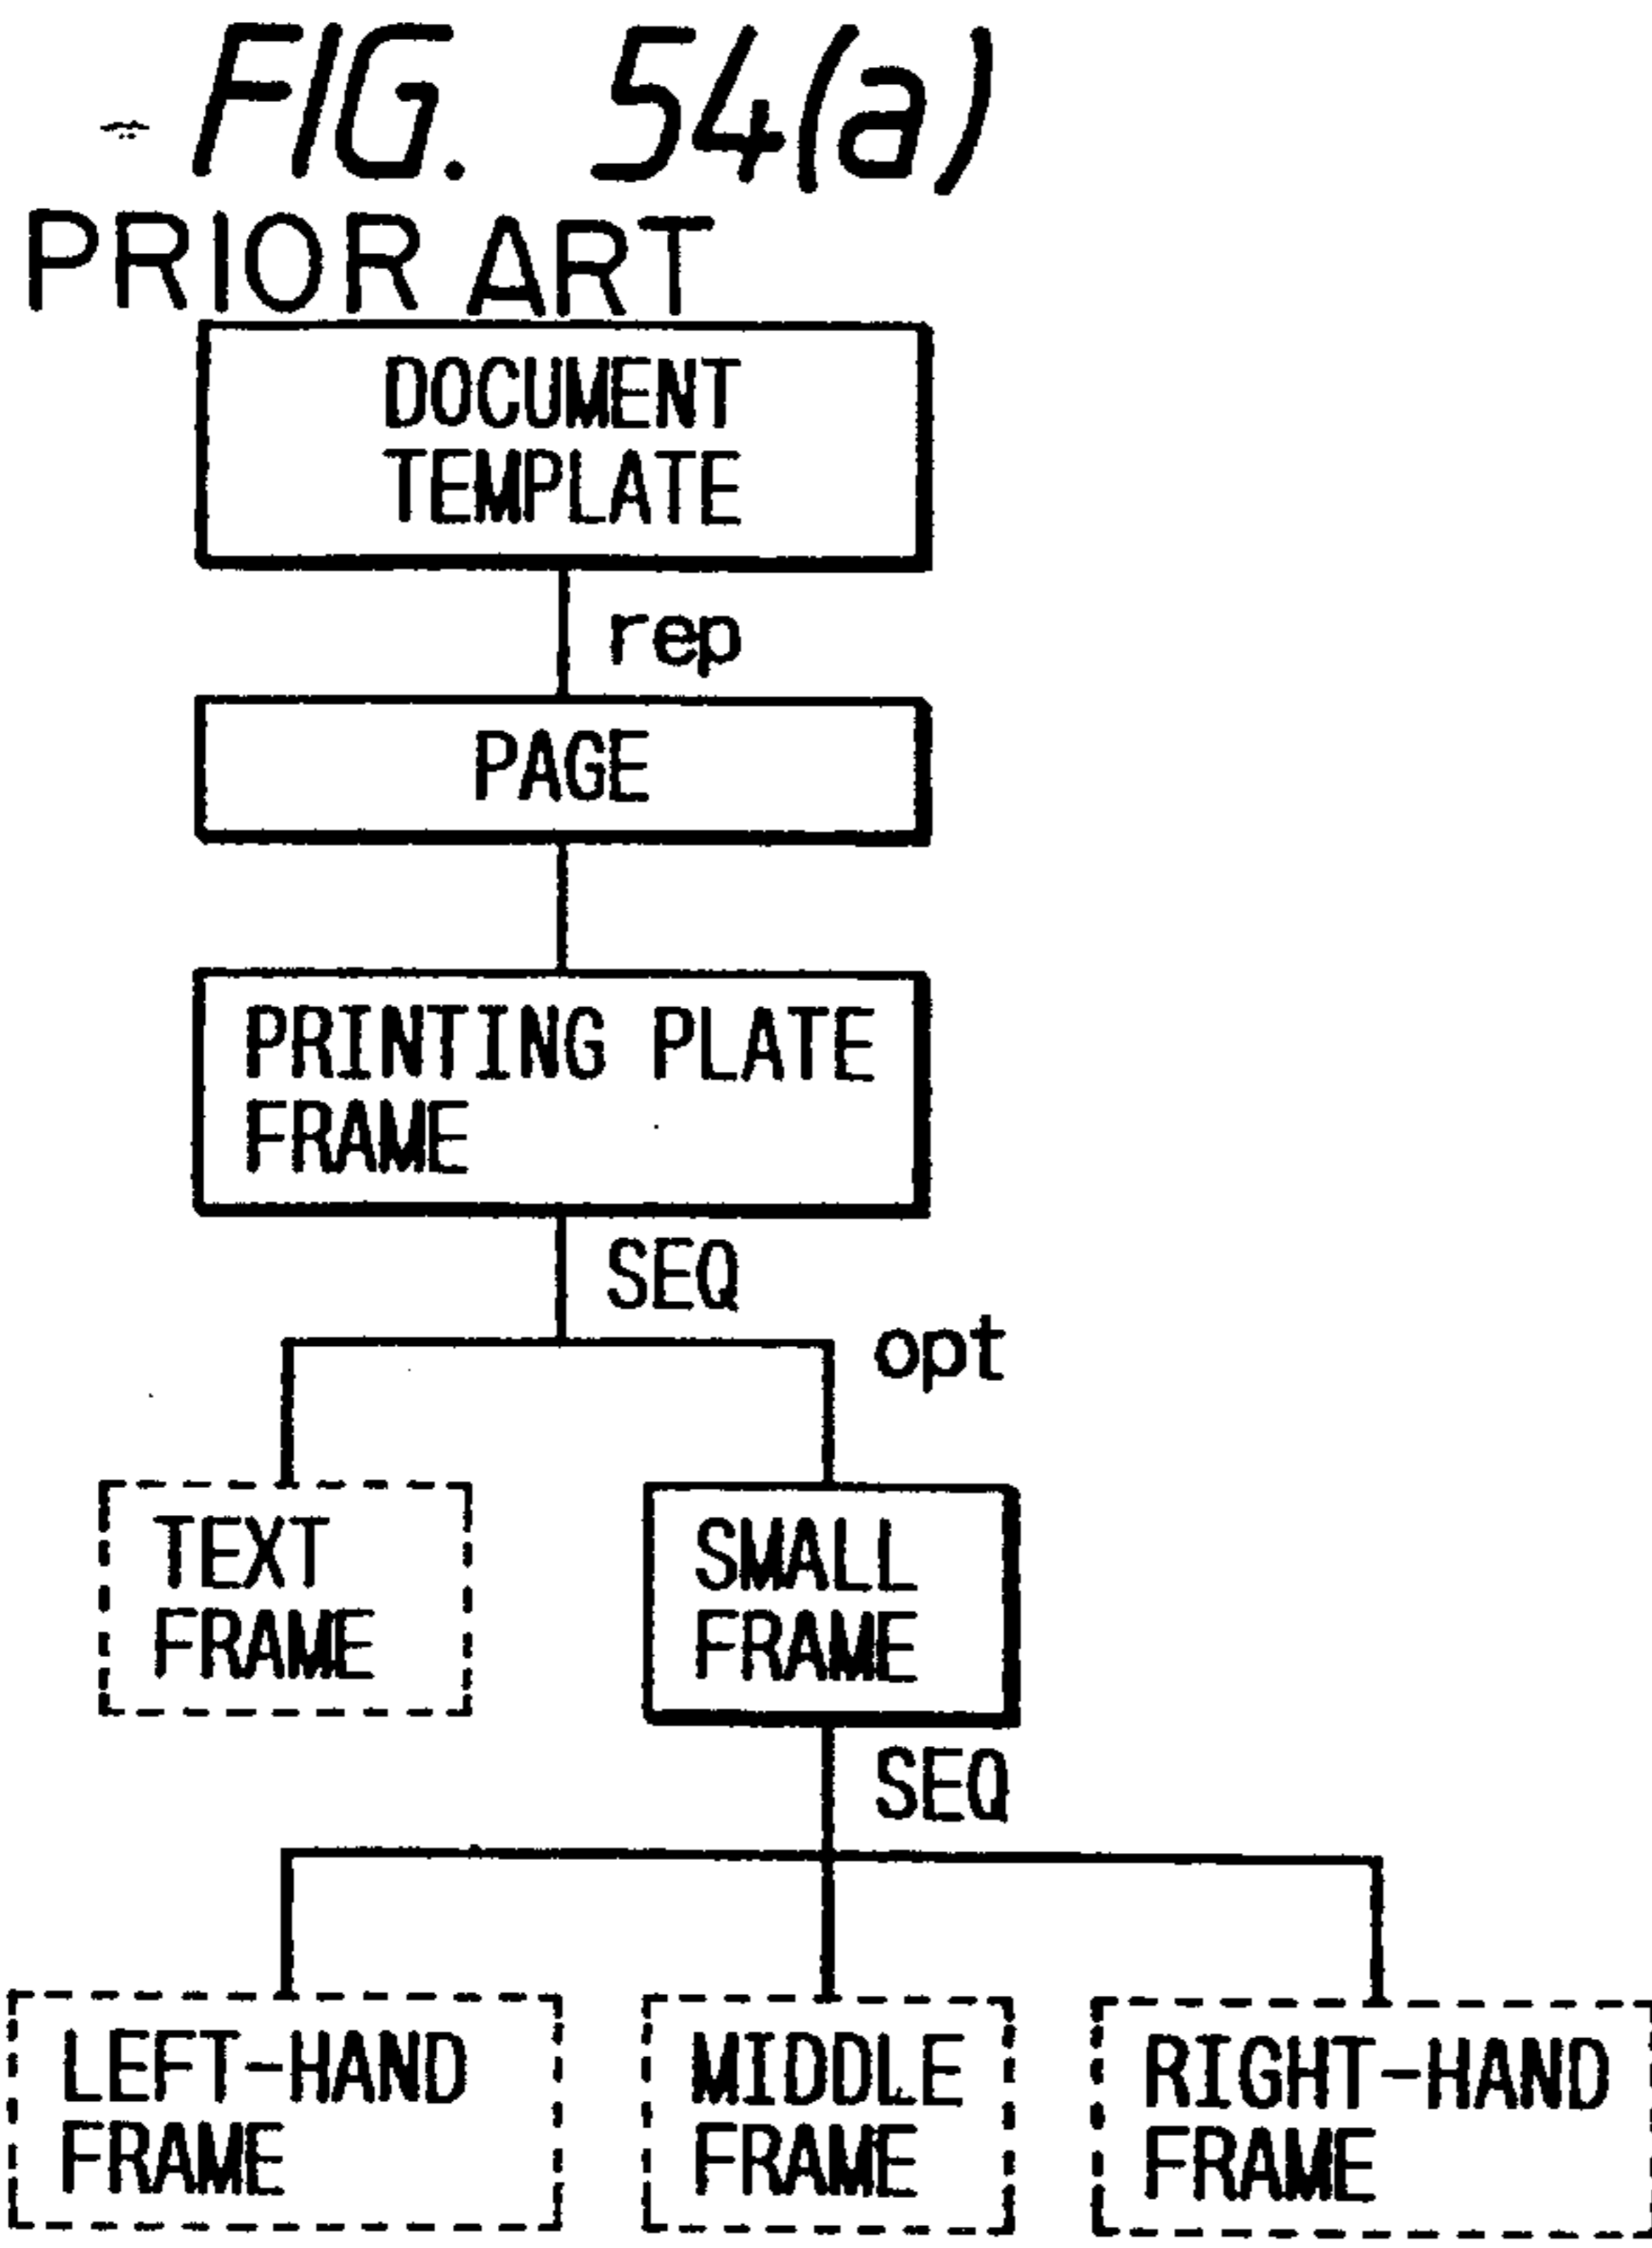 FIG. 54(a)
PRIOR ART
DOCUMENT
TEMPLATE
rep
PAGE
PRINTING PLATE
FRAME
SEQ
opt
TEXT
FRAME
SMALL
FRAME
SEQ
LEFT-HAND
FRAME
MIDDLE
FRAME
RIGHT-HAND
FRAME